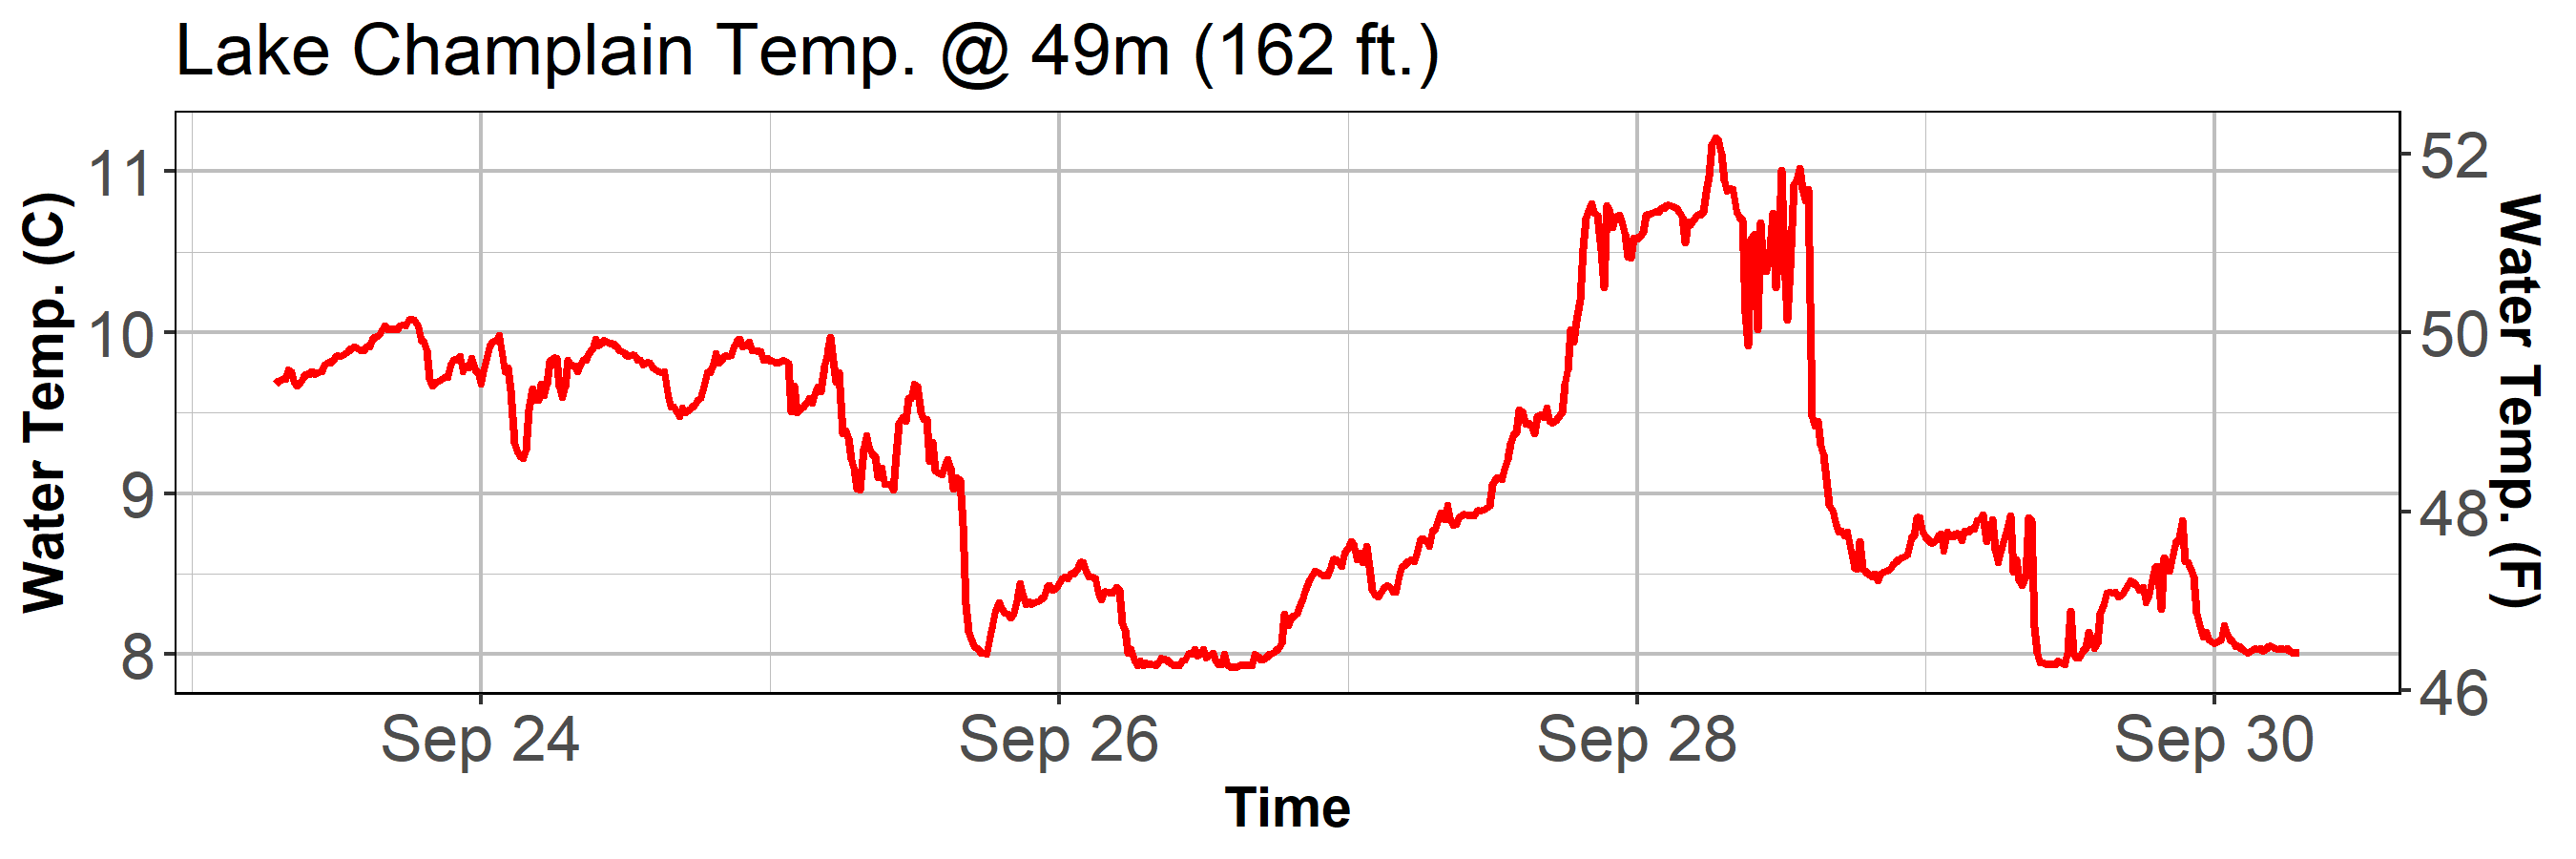 Lake Champlain Temp. @ 49m (162 ft.)
Water Temp. (C)
11
10
9
8
52
50
48
46
Water Temp. (F)
Sep 24
Sep 26
Sep 28
Sep 30
Time